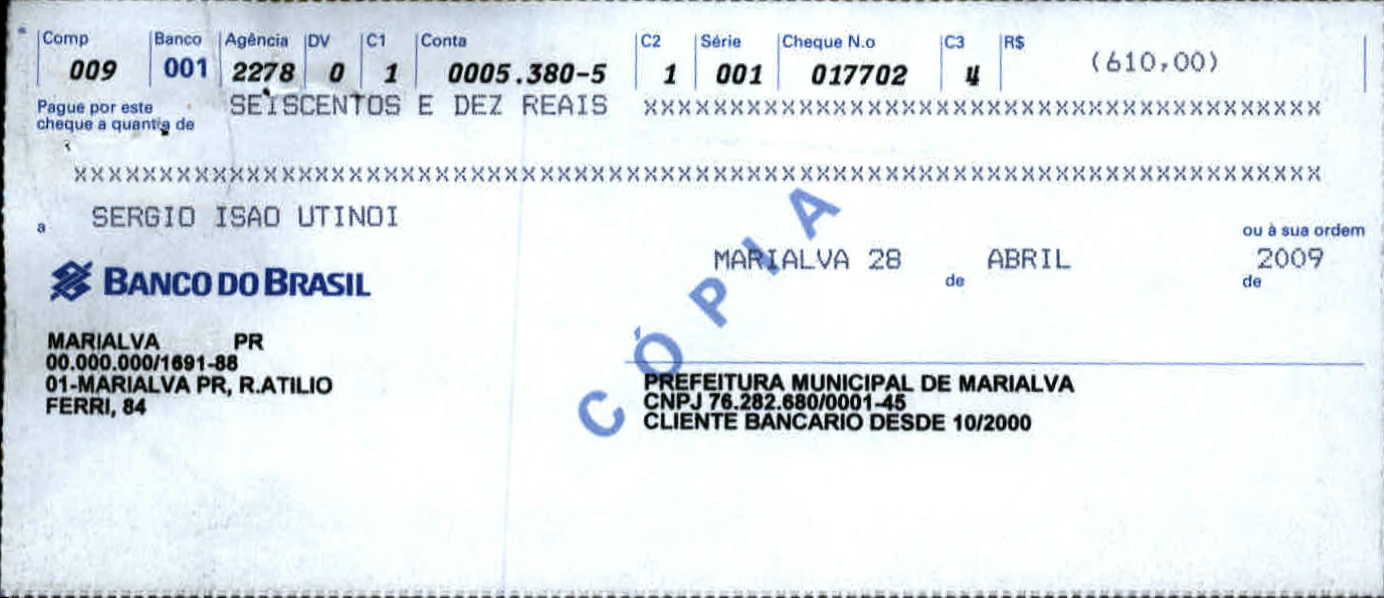 Comp Banco Agência DV C1 Conta C2 Série Cheque N.o C3 R$
009 001 2278 0 1 0005.380-5 1 001 017702 4 (610,00)
Pague por este cheque a quantia de SEISCENTOS E DEZ REAIS XXXXXXXXXXXXXXXXXXXXXXXXXXXXXXXXXXXXXXXX
XXXXXXXXXXXXXXXXXXXXXXXXXXXXXXXXXXXXXXXXXXXXXXXXXXXXXXXXXXXXXXXXXXXXXXXXX
a SERGIO ISAO UTINOI
ou à sua ordem
MARIALVA 28 de ABRIL de 2009
BANCO DO BRASIL
CÓPIA
MARIALVA PR
00.000.000/1691-88
01-MARIALVA PR, R.ATILIO
FERRI, 84
PREFEITURA MUNICIPAL DE MARIALVA
CNPJ 76.282.680/0001-45
CLIENTE BANCARIO DESDE 10/2000